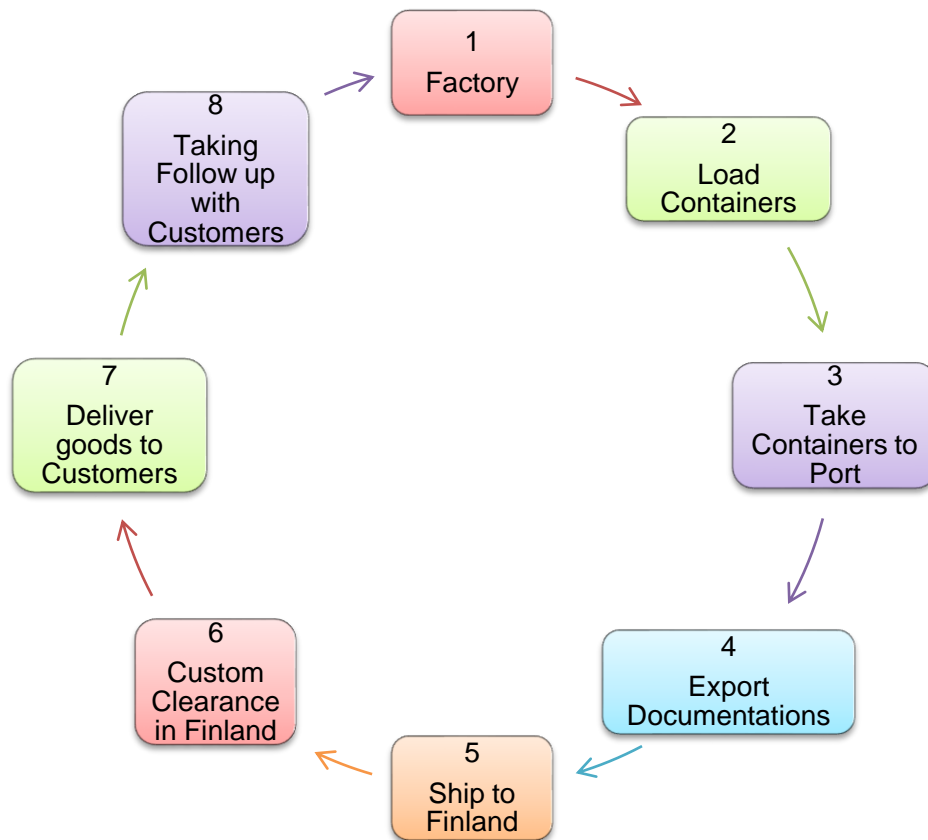 1
Factory
2
Load
Containers
3
Take
Containers to
Port
4
Export
Documentations
5
Ship to
Finland
6
Custom
Clearance
in Finland
7
Deliver
goods to
Customers
8
Taking
Follow up
with
Customers